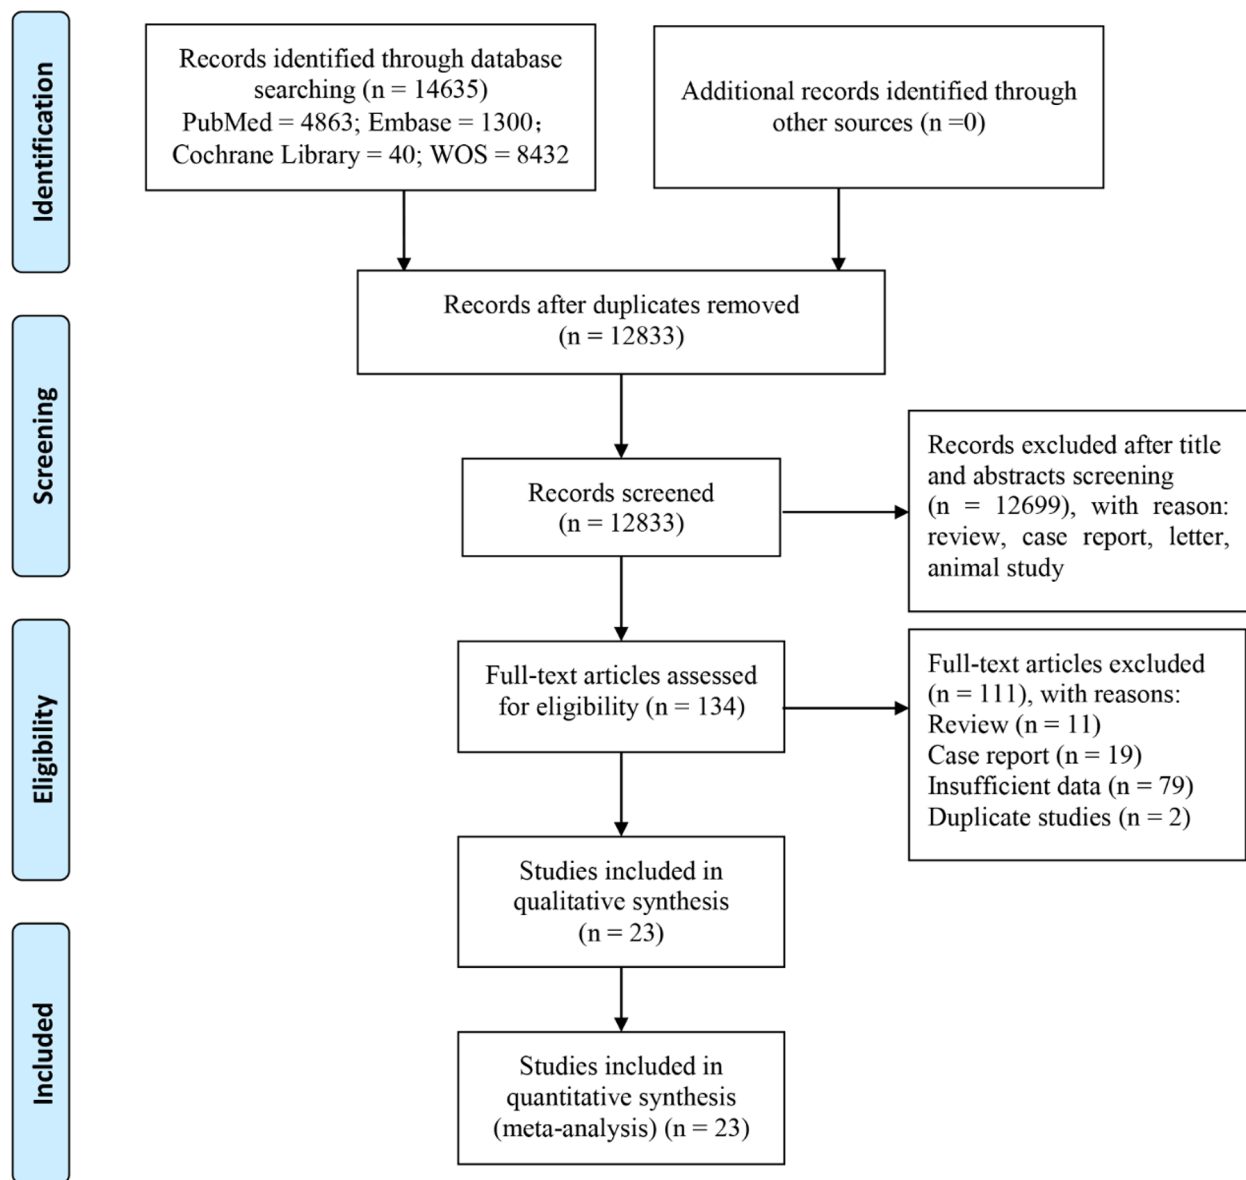 Identification
Records identified through database
searching (n = 14635)
PubMed = 4863; Embase = 1300；
Cochrane Library = 40; WOS = 8432
Additional records identified through
other sources (n =0)
Records after duplicates removed
(n = 12833)
Screening
Records screened
(n = 12833)
Records excluded after title
and abstracts screening
(n = 12699), with reason:
review, case report, letter,
animal study
Eligibility
Full-text articles assessed
for eligibility (n = 134)
Full-text articles excluded
(n = 111), with reasons:
Review (n = 11)
Case report (n = 19)
Insufficient data (n = 79)
Duplicate studies (n = 2)
Studies included in
qualitative synthesis
(n = 23)
Included
Studies included in
quantitative synthesis
(meta-analysis) (n = 23)